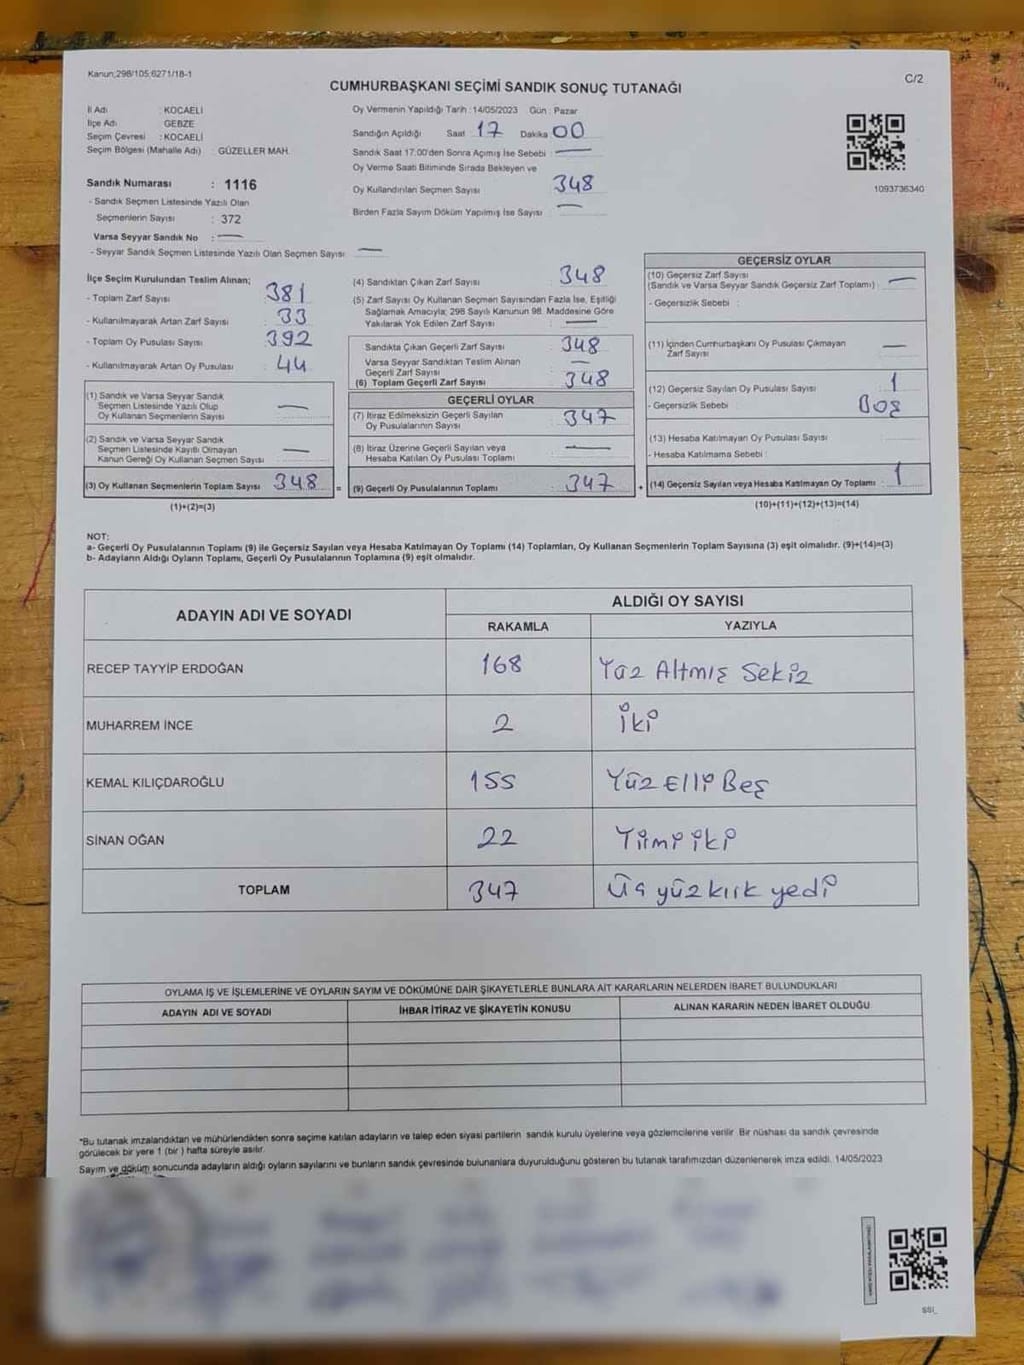 Kanun;298/105;6271/18-1
C/2
CUMHURBAŞKANI SEÇİMİ SANDIK SONUÇ TUTANAĞI
İl Adı : KOCAELİ
İlçe Adı : GEBZE
Seçim Çevresi : KOCAELİ
Seçim Bölgesi (Mahalle Adı) : GÜZELLER MAH.
Sandık Numarası : 1116
- Sandık Seçmen Listesinde Yazılı Olan
Seçmenlerin Sayısı : 372
Varsa Seyyar Sandık No :
- Seyyar Sandık Seçmen Listesinde Yazılı Olan Seçmen Sayısı
Oy Vermenin Yapıldığı Tarih :14/05/2023 Gün : Pazar
Sandığın Açıldığı Saat 17 Dakika 00
Sandık Saat 17:00'den Sonra Açımış İse Sebebi :
Oy Verme Saati Bitiminde Sırada Bekleyen ve
Oy Kullandırılan Seçmen Sayısı 348
Birden Fazla Sayım Döküm Yapılmış İse Sayısı
1093736340
İlçe Seçim Kurulundan Teslim Alınan;
- Toplam Zarf Sayısı 381
- Kullanılmayarak Artan Zarf Sayısı : 33
- Toplam Oy Pusulası Sayısı : 392
- Kullanılmayarak Artan Oy Pusulası : 44
(1) Sandık ve Varsa Seyyar Sandık
Seçmen Listesinde Yazılı Olup
Oy Kullanan Seçmenlerin Sayısı :
(2) Sandık ve Varsa Seyyar Sandık
Seçmen Listesinde Kayıtlı Olmayan
Kanun Gereği Oy Kullanan Seçmen Sayısı :
(3) Oy Kullanan Seçmenlerin Toplam Sayısı : 348 =
(1)+(2)=(3)
(4) Sandıktan Çıkan Zarf Sayısı : 348
(5) Zarf Sayısı Oy Kullanan Seçmen Sayısından Fazla İse, Eşitliği
Sağlamak Amacıyla; 298 Sayılı Kanunun 98. Maddesine Göre
Yakılarak Yok Edilen Zarf Sayısı :
Sandıkta Çıkan Geçerli Zarf Sayısı : 348
Varsa Seyyar Sandıktan Teslim Alınan
Geçerli Zarf Sayısı :
(6) Toplam Geçerli Zarf Sayısı : 348
GEÇERLİ OYLAR
(7) İtiraz Edilmeksizin Geçerli Sayılan
Oy Pusulalarının Sayısı : 347
(8) İtiraz Üzerine Geçerli Sayılan veya
Hesaba Katılan Oy Pusulası Toplamı :
(9) Geçerli Oy Pusulalarının Toplamı : 347 +
GEÇERSİZ OYLAR
(10) Geçersiz Zarf Sayısı
(Sandık ve Varsa Seyyar Sandık Geçersiz Zarf Toplamı) :
- Geçersizlik Sebebi :
(11) İçinden Cumhurbaşkanı Oy Pusulası Çıkmayan
Zarf Sayısı :
(12) Geçersiz Sayılan Oy Pusulası Sayısı : 1
- Geçersizlik Sebebi : Boş
(13) Hesaba Katılmayan Oy Pusulası Sayısı :
- Hesaba Katılmama Sebebi :
(14) Geçersiz Sayılan veya Hesaba Katılmayan Oy Toplamı : 1
(10)+(11)+(12)+(13)=(14)
NOT:
a- Geçerli Oy Pusulalarının Toplamı (9) ile Geçersiz Sayılan veya Hesaba Katılmayan Oy Toplamı (14) Toplamları, Oy Kullanan Seçmenlerin Toplam Sayısına (3) eşit olmalıdır. (9)+(14)=(3)
b- Adayların Aldığı Oyların Toplamı, Geçerli Oy Pusulalarının Toplamına (9) eşit olmalıdır.
ADAYIN ADI VE SOYADI
ALDIĞI OY SAYISI
RAKAMLA YAZIYLA
RECEP TAYYİP ERDOĞAN 168 Yüz Altmış Sekiz
MUHARREM İNCE 2 İki
KEMAL KILIÇDAROĞLU 155 Yüz Elli Beş
SİNAN OĞAN 22 Yirmi iki
TOPLAM 347 Üç yüz kırk yedi
OYLAMA İŞ VE İŞLEMLERİNE VE OYLARIN SAYIM VE DÖKÜMÜNE DAİR ŞİKAYETLERLE BUNLARA AİT KARARLARIN NELERDEN İBARET BULUNDUKLARI
ADAYIN ADI VE SOYADI İHBAR İTİRAZ VE ŞİKAYETİN KONUSU ALINAN KARARIN NEDEN İBARET OLDUĞU
*Bu tutanak imzalandıktan ve mühürlendikten sonra seçime katılan adayların ve talep eden siyasi partilerin sandık kurulu üyelerine veya gözlemcilerine verilir. Bir nüshası da sandık çevresinde
görülecek bir yere 1 (bir ) hafta süreyle asılır.
Sayım ve döküm sonucunda adayların aldığı oyların sayılarını ve bunların sandık çevresinde bulunanlara duyurulduğunu gösteren bu tutanak tarafımızdan düzenlenerek imza edildi. 14/05/2023
SSI_